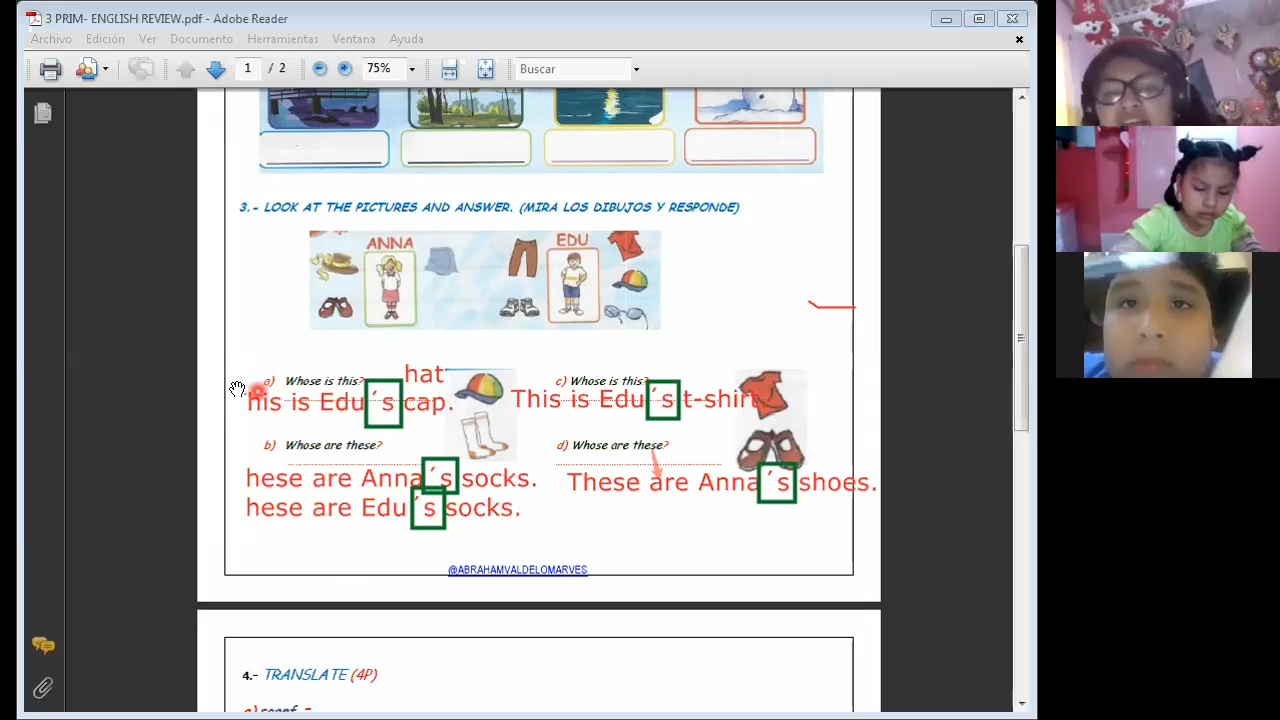 3 PRIM- ENGLISH REVIEW.pdf - Adobe Reader
Archivo Edición Ver Documento Herramientas Ventana Ayuda
1 / 2 75% Buscar
3.- LOOK AT THE PICTURES AND ANSWER. (MIRA LOS DIBUJOS Y RESPONDE)
ANNA EDU
hat
a) Whose is this? c) Whose is this?
his is Edu´s cap. This is Edu´s t-shirt
b) Whose are these? d) Whose are these?
hese are Anna´s socks. These are Anna´s shoes.
hese are Edu´s socks.
@ABRAHAMVALDELOMARVES
4.- TRANSLATE (4P)
a) scarf -